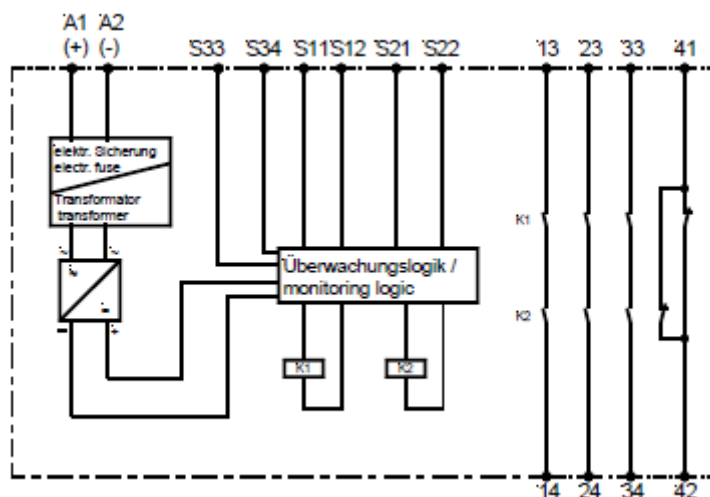 A1 A2
(+) (-) S33 S34 S11 S12 S21 S22 13 23 33 41
elektr. Sicherung
electr. fuse
Transformator
transformer
~ ~
Überwachungslogik /
monitoring logic
K1
K2
- +
K1 K2
14 24 34 42